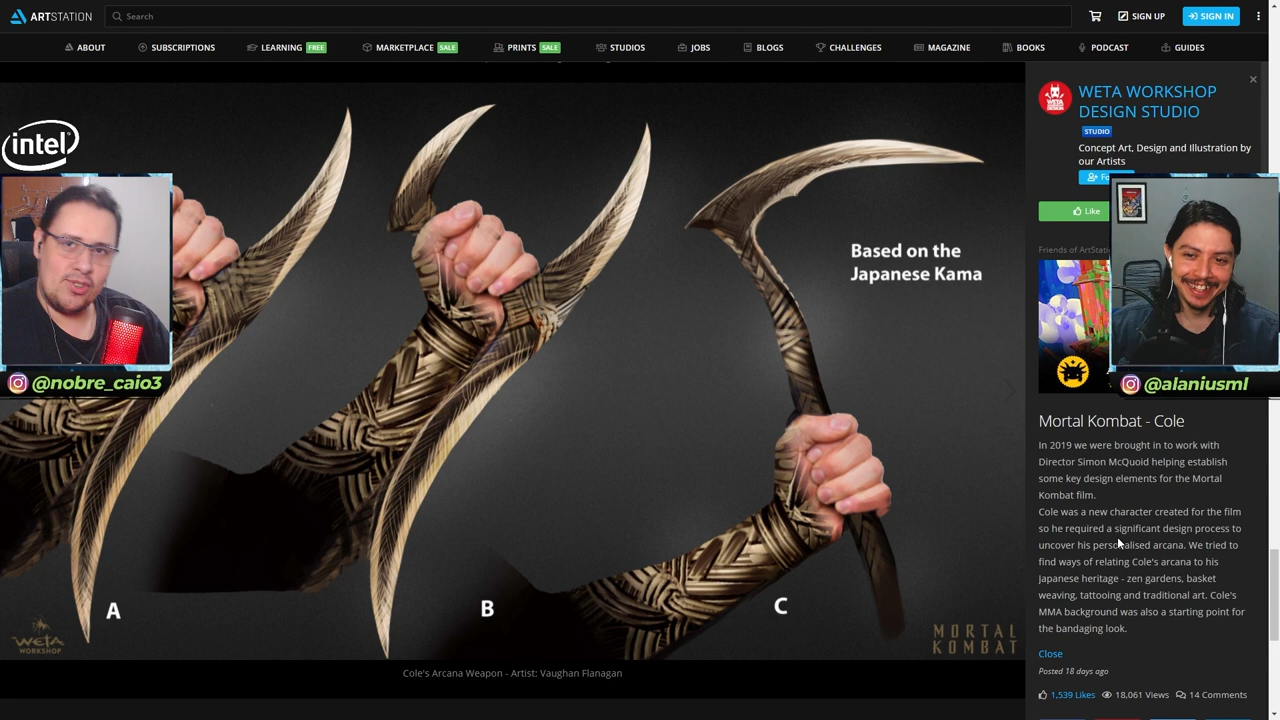 ARTSTATION
Search
SIGN UP
SIGN IN
ABOUT
SUBSCRIPTIONS
LEARNING FREE
MARKETPLACE SALE
PRINTS SALE
STUDIOS
JOBS
BLOGS
CHALLENGES
MAGAZINE
BOOKS
PODCAST
GUIDES
intel
Based on the
Japanese Kama
A
B
C
WETA
WORKSHOP
MORTAL
KOMBAT
Cole's Arcana Weapon - Artist: Vaughan Flanagan
@nobre_caio3
@alaniusml
WETA WORKSHOP
DESIGN STUDIO
STUDIO
Concept Art, Design and Illustration by
our Artists
Like
Friends of ArtStati
Mortal Kombat - Cole
In 2019 we were brought in to work with
Director Simon McQuoid helping establish
some key design elements for the Mortal
Kombat film.
Cole was a new character created for the film
so he required a significant design process to
uncover his personalised arcana. We tried to
find ways of relating Cole's arcana to his
Japanese heritage - zen gardens, basket
weaving, tattooing and traditional art. Cole's
MMA background was also a starting point for
the bandaging look.
Close
Posted 18 days ago
1,539 Likes
18,061 Views
14 Comments